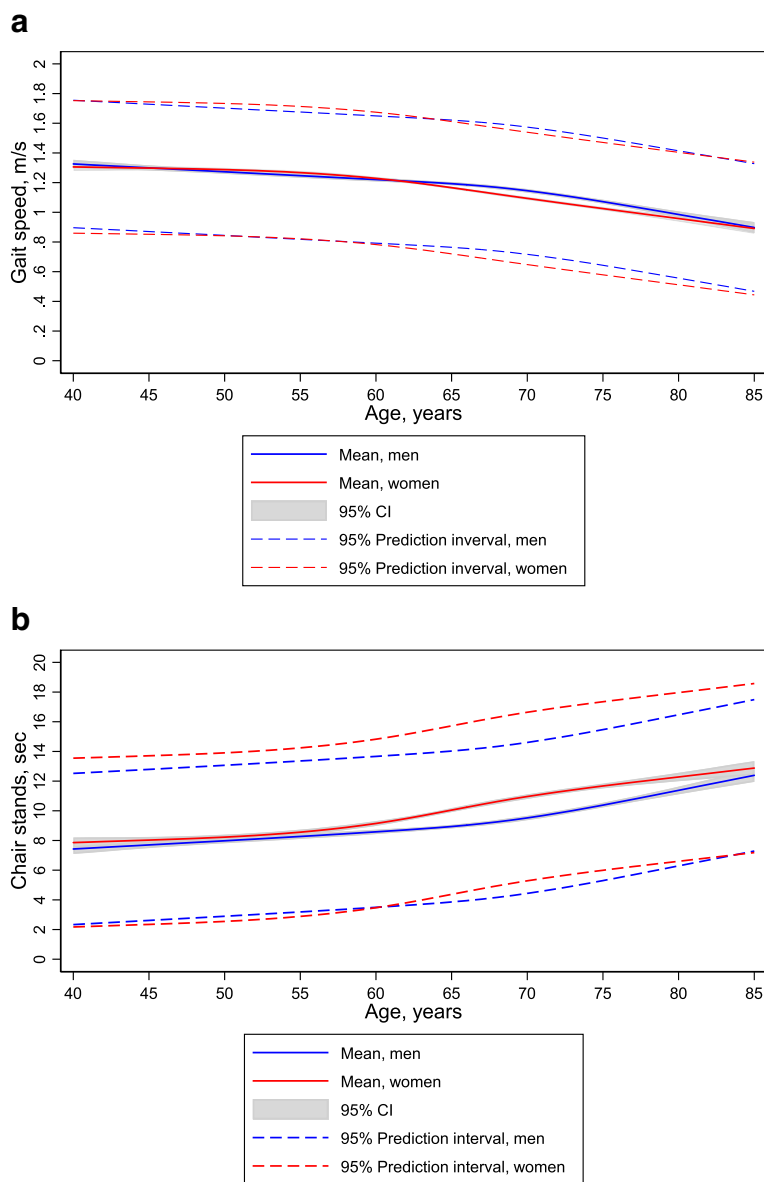 a
Gait speed, m/s
2
1.8
1.6
1.4
1.2
1
.8
.6
.4
.2
0
40 45 50 55 60 65 70 75 80 85
Age, years
Mean, men
Mean, women
95% CI
95% Prediction inverval, men
95% Prediction inverval, women
b
Chair stands, sec
20
18
16
14
12
10
8
6
4
2
0
40 45 50 55 60 65 70 75 80 85
Age, years
Mean, men
Mean, women
95% CI
95% Prediction interval, men
95% Prediction interval, women